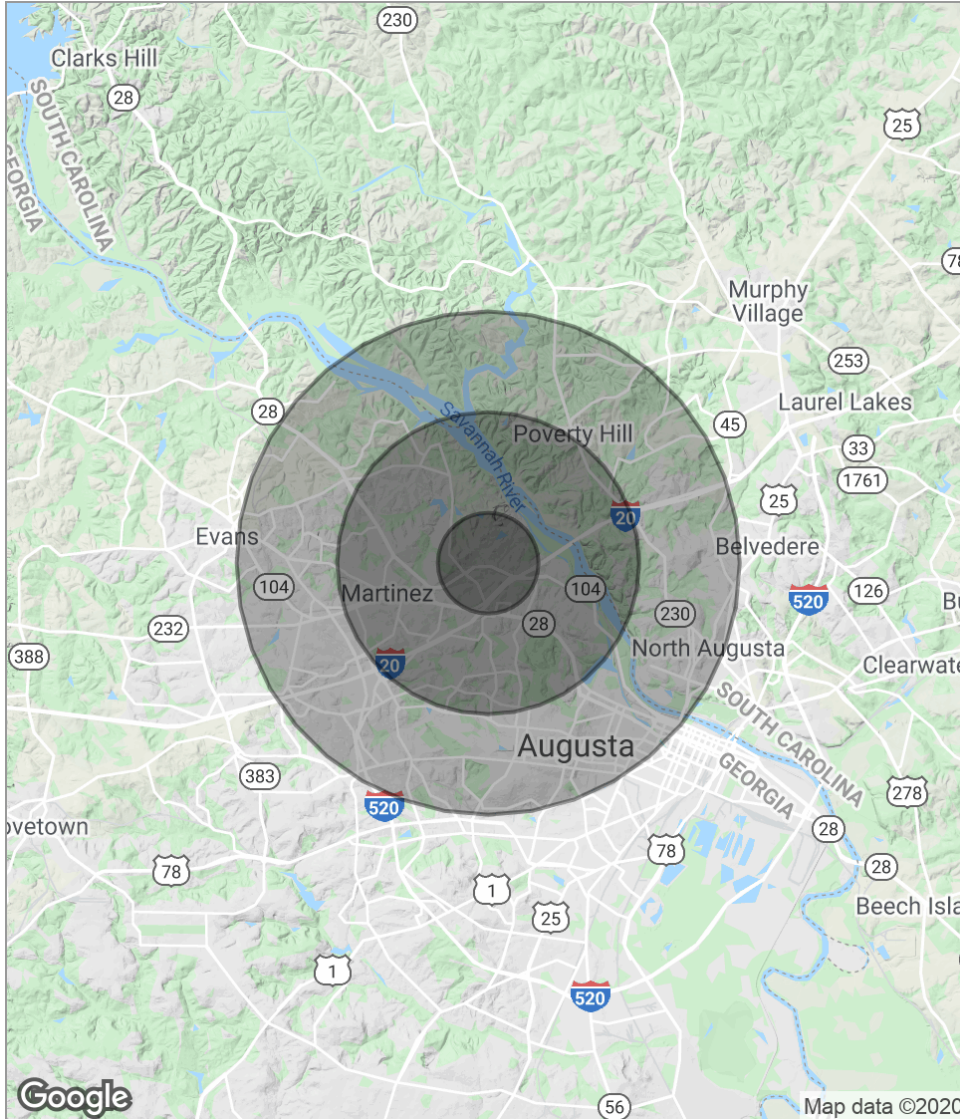 230
Clarks Hill
28
25
SOUTH CAROLINA
GEORGIA
78
Murphy
Village
253
28
Laurel Lakes
45
Savannah River
Poverty Hill
33
1761
25
20
Evans
Belvedere
104
Martinez
104
126
520
28
230
232
388
20
North Augusta
Clearwate
SOUTH CAROLINA
Augusta
GEORGIA
383
278
520
ovetown
28
78
78
28
1
25
Beech Isla
1
520
Google
56
Map data ©2020